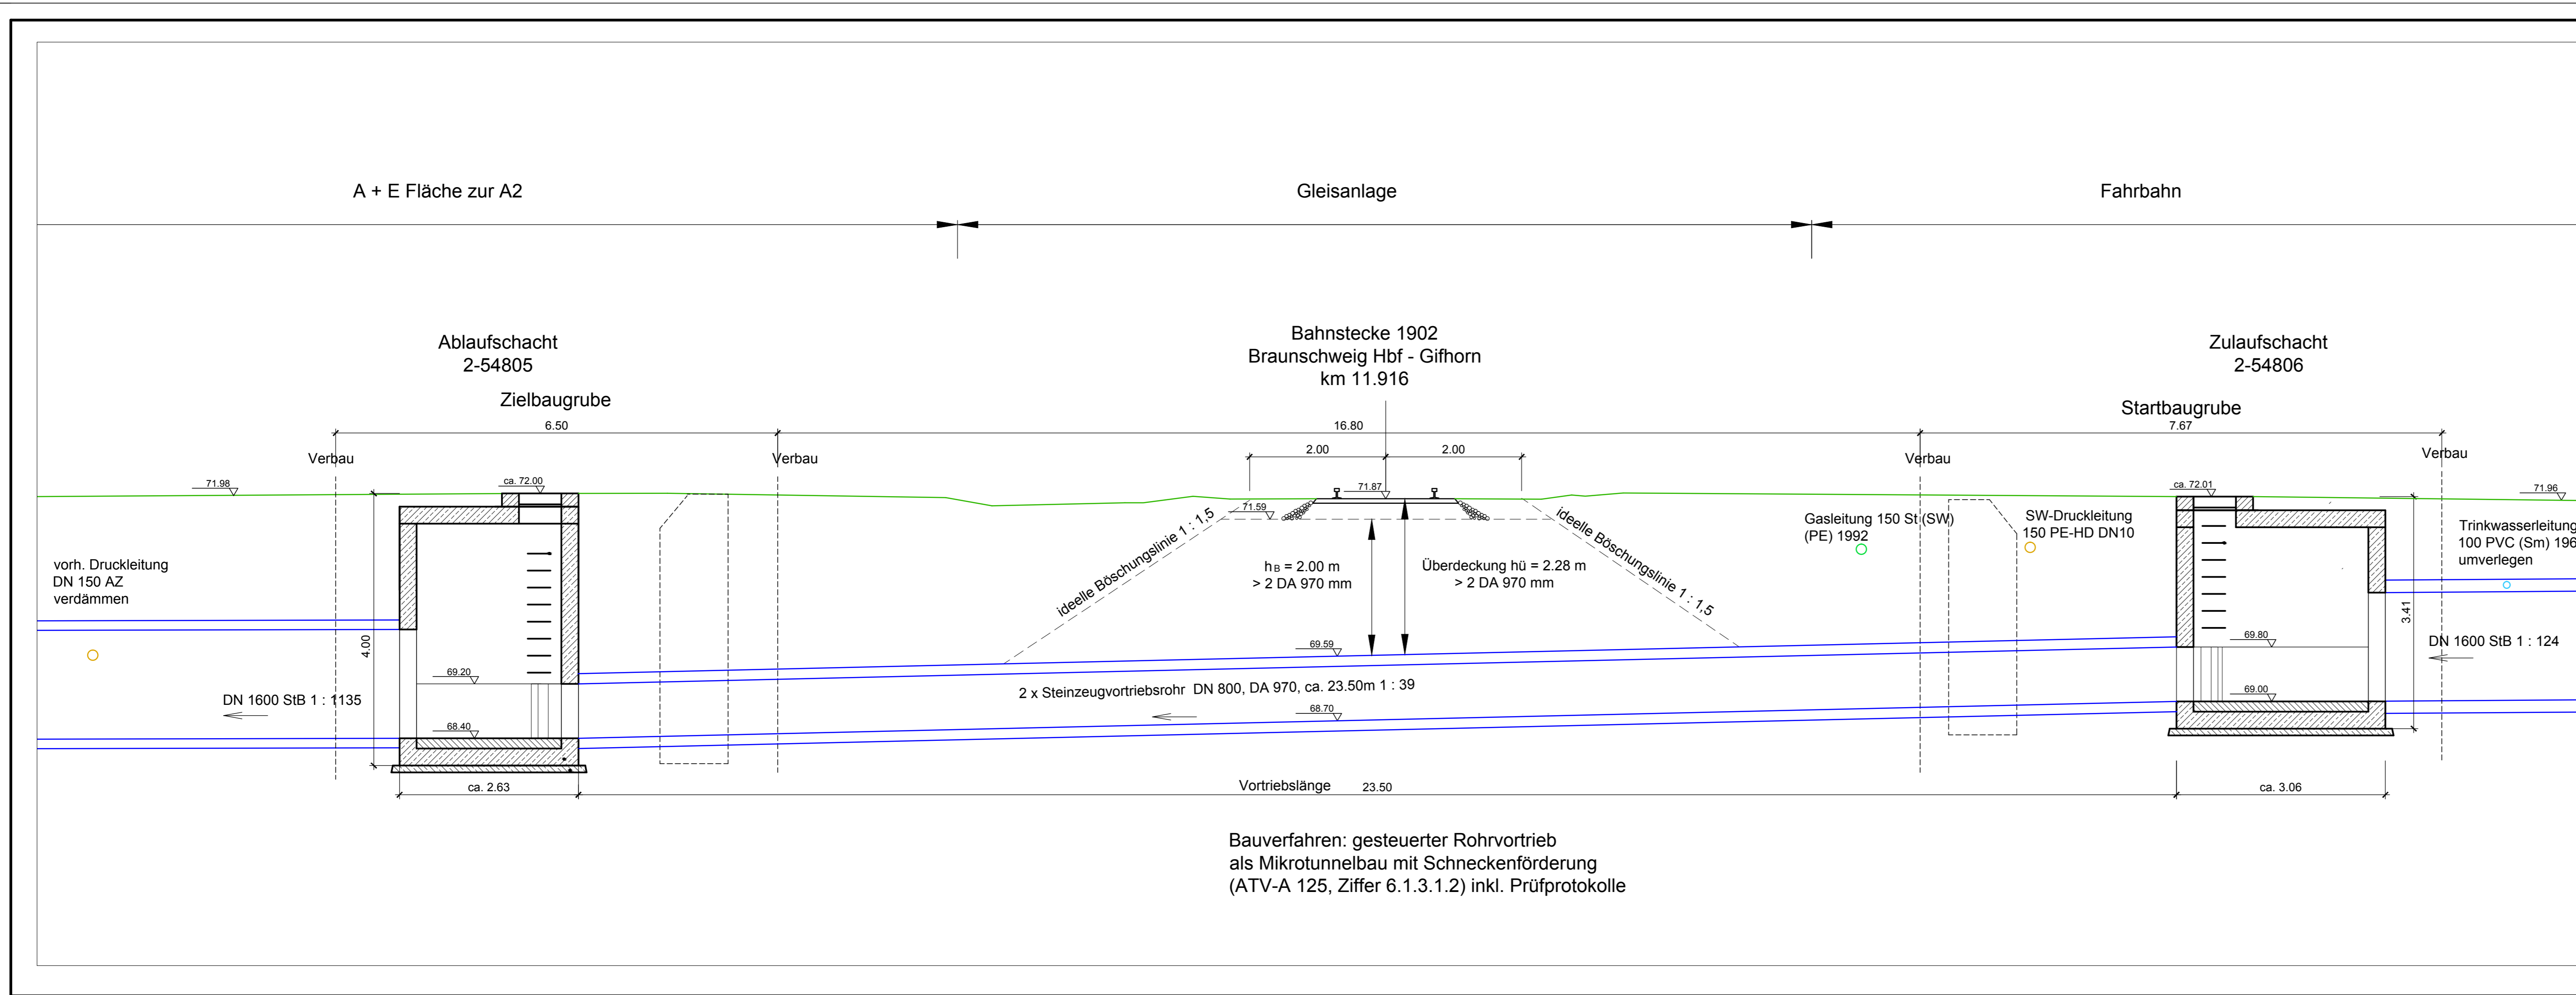 A + E Fläche zur A2
Gleisanlage
Fahrbahn
Ablaufschacht
2-54805
Zielbaugrube
6.50
Bahnstecke 1902
Braunschweig Hbf - Gifhorn
km 11.916
16.80
2.00
2.00
Zulaufschacht
2-54806
Startbaugrube
7.67
Verbau
Verbau
Verbau
Verbau
71.98
ca. 72.00
71.87
71.59
ca. 72.01
71.96
vorh. Druckleitung
DN 150 AZ
verdämmen
4.00
69.20
DN 1600 StB 1 : 1135
68.40
ca. 2.63
ideelle Böschungslinie 1 : 1,5
hB = 2.00 m
> 2 DA 970 mm
Überdeckung hü = 2.28 m
> 2 DA 970 mm
ideelle Böschungslinie 1 : 1,5
69.59
2 x Steinzeugvortriebsrohr DN 800, DA 970, ca. 23.50m 1 : 39
68.70
Vortriebslänge 23.50
Gasleitung 150 St (SW)
(PE) 1992
SW-Druckleitung
150 PE-HD DN10
69.80
69.00
ca. 3.06
3.41
Trinkwasserleitung
100 PVC (Sm) 196
umverlegen
DN 1600 StB 1 : 124
Bauverfahren: gesteuerter Rohrvortrieb
als Mikrotunnelbau mit Schneckenförderung
(ATV-A 125, Ziffer 6.1.3.1.2) inkl. Prüfprotokolle